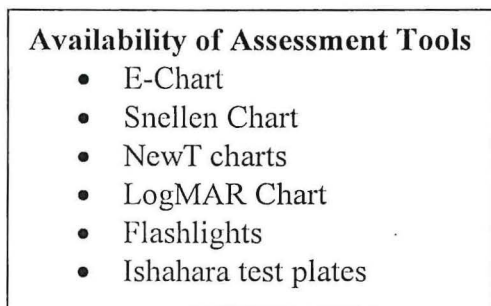 Availability of Assessment Tools
• E-Chart
• Snellen Chart
• NewT charts
• LogMAR Chart
• Flashlights
• Ishahara test plates